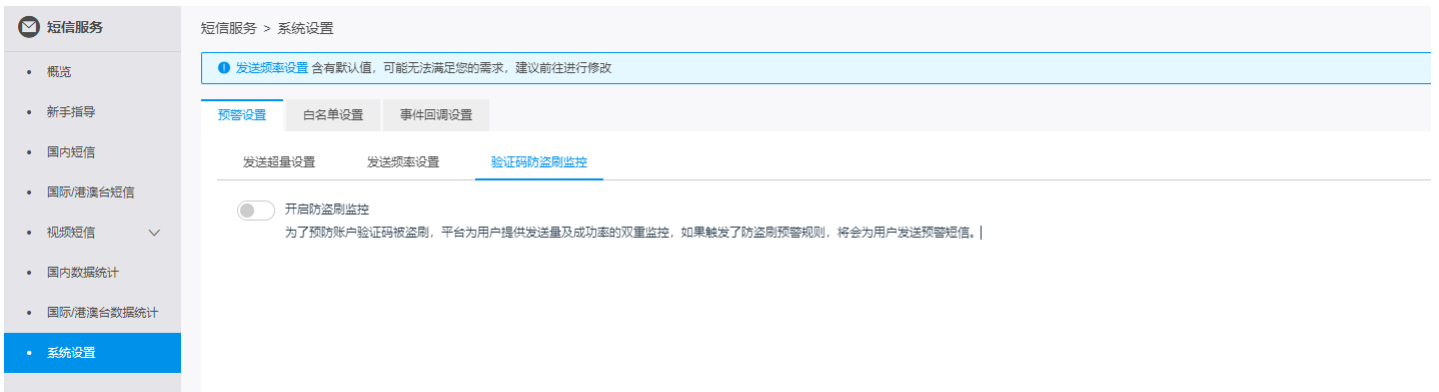 短信服务
短信服务 > 系统设置
发送频率设置 含有默认值，可能无法满足您的需求，建议前往进行修改
概览
新手指导
国内短信
国际/港澳台短信
视频短信
国内数据统计
国际/港澳台数据统计
系统设置
预警设置 白名单设置 事件回调设置
发送超量设置 发送频率设置 验证码防盗刷监控
开启防盗刷监控
为了预防账户验证码被盗刷，平台为用户提供发送量及成功率的双重监控，如果触发了防盗刷预警规则，将会为用户发送预警短信。